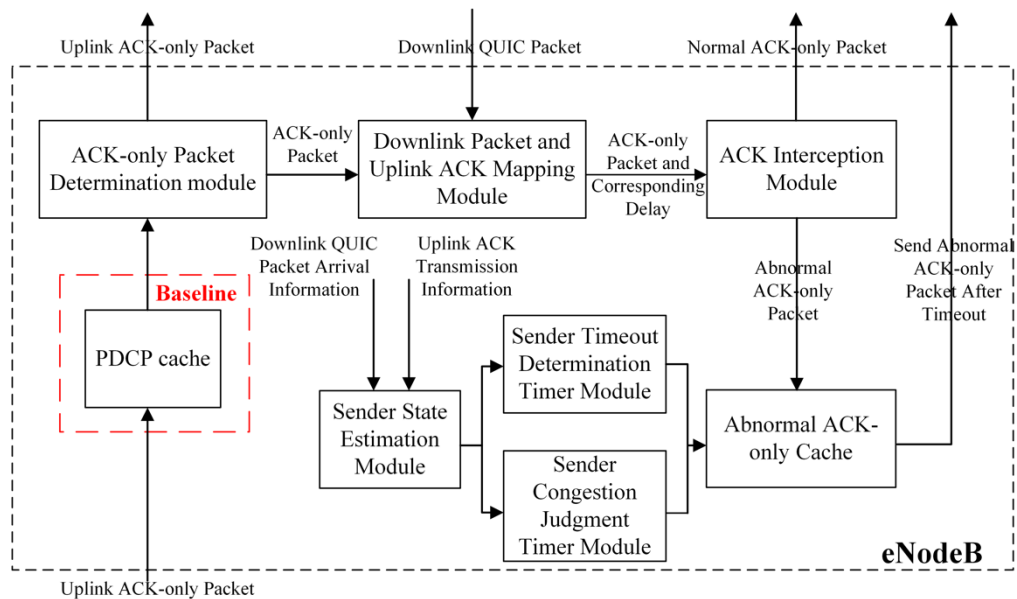 Uplink ACK-only Packet
Downlink QUIC Packet
Normal ACK-only Packet
ACK-only Packet
Determination module
ACK-only
Packet
Downlink Packet and
Uplink ACK Mapping
Module
ACK-only
Packet and
Corresponding
Delay
ACK Interception
Module
Downlink QUIC
Packet Arrival
Information
Uplink ACK
Transmission
Information
Abnormal
ACK-only
Packet
Send Abnormal
ACK-only
Packet After
Timeout
Baseline
PDCP cache
Sender State
Estimation
Module
Sender Timeout
Determination
Timer Module
Sender
Congestion
Judgment
Timer Module
Abnormal ACK-
only Cache
eNodeB
Uplink ACK-only Packet